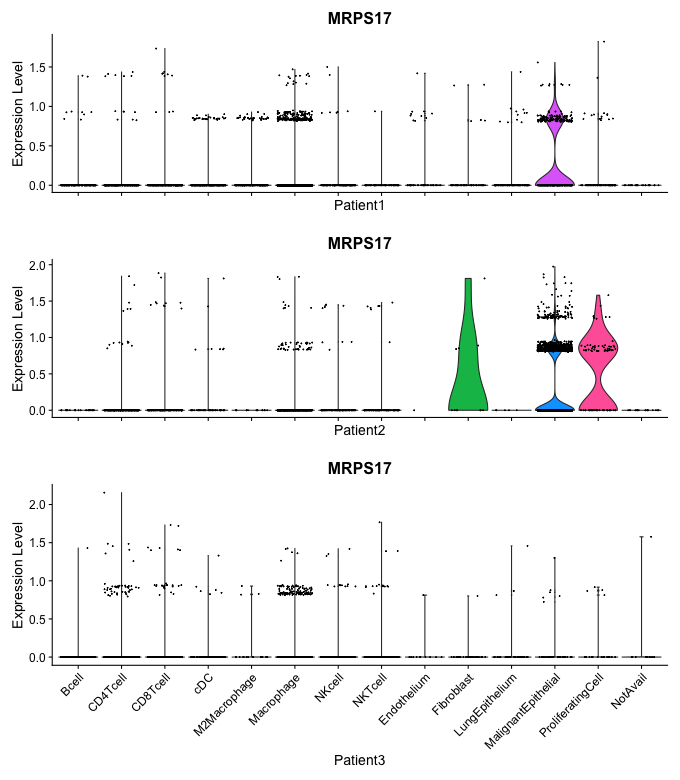 MRPS17
Expression Level
1.5
1.0
0.5
0.0
Patient1
MRPS17
Expression Level
2.0
1.5
1.0
0.5
0.0
Patient2
MRPS17
Expression Level
2.0
1.5
1.0
0.5
0.0
Bcell
CD4Tcell
CD8Tcell
cDC
M2Macrophage
Macrophage
NKcell
NKTcell
Endothelium
Fibroblast
LungEpithelium
MalignantEpithelial
ProliferatingCell
NotAvail
Patient3